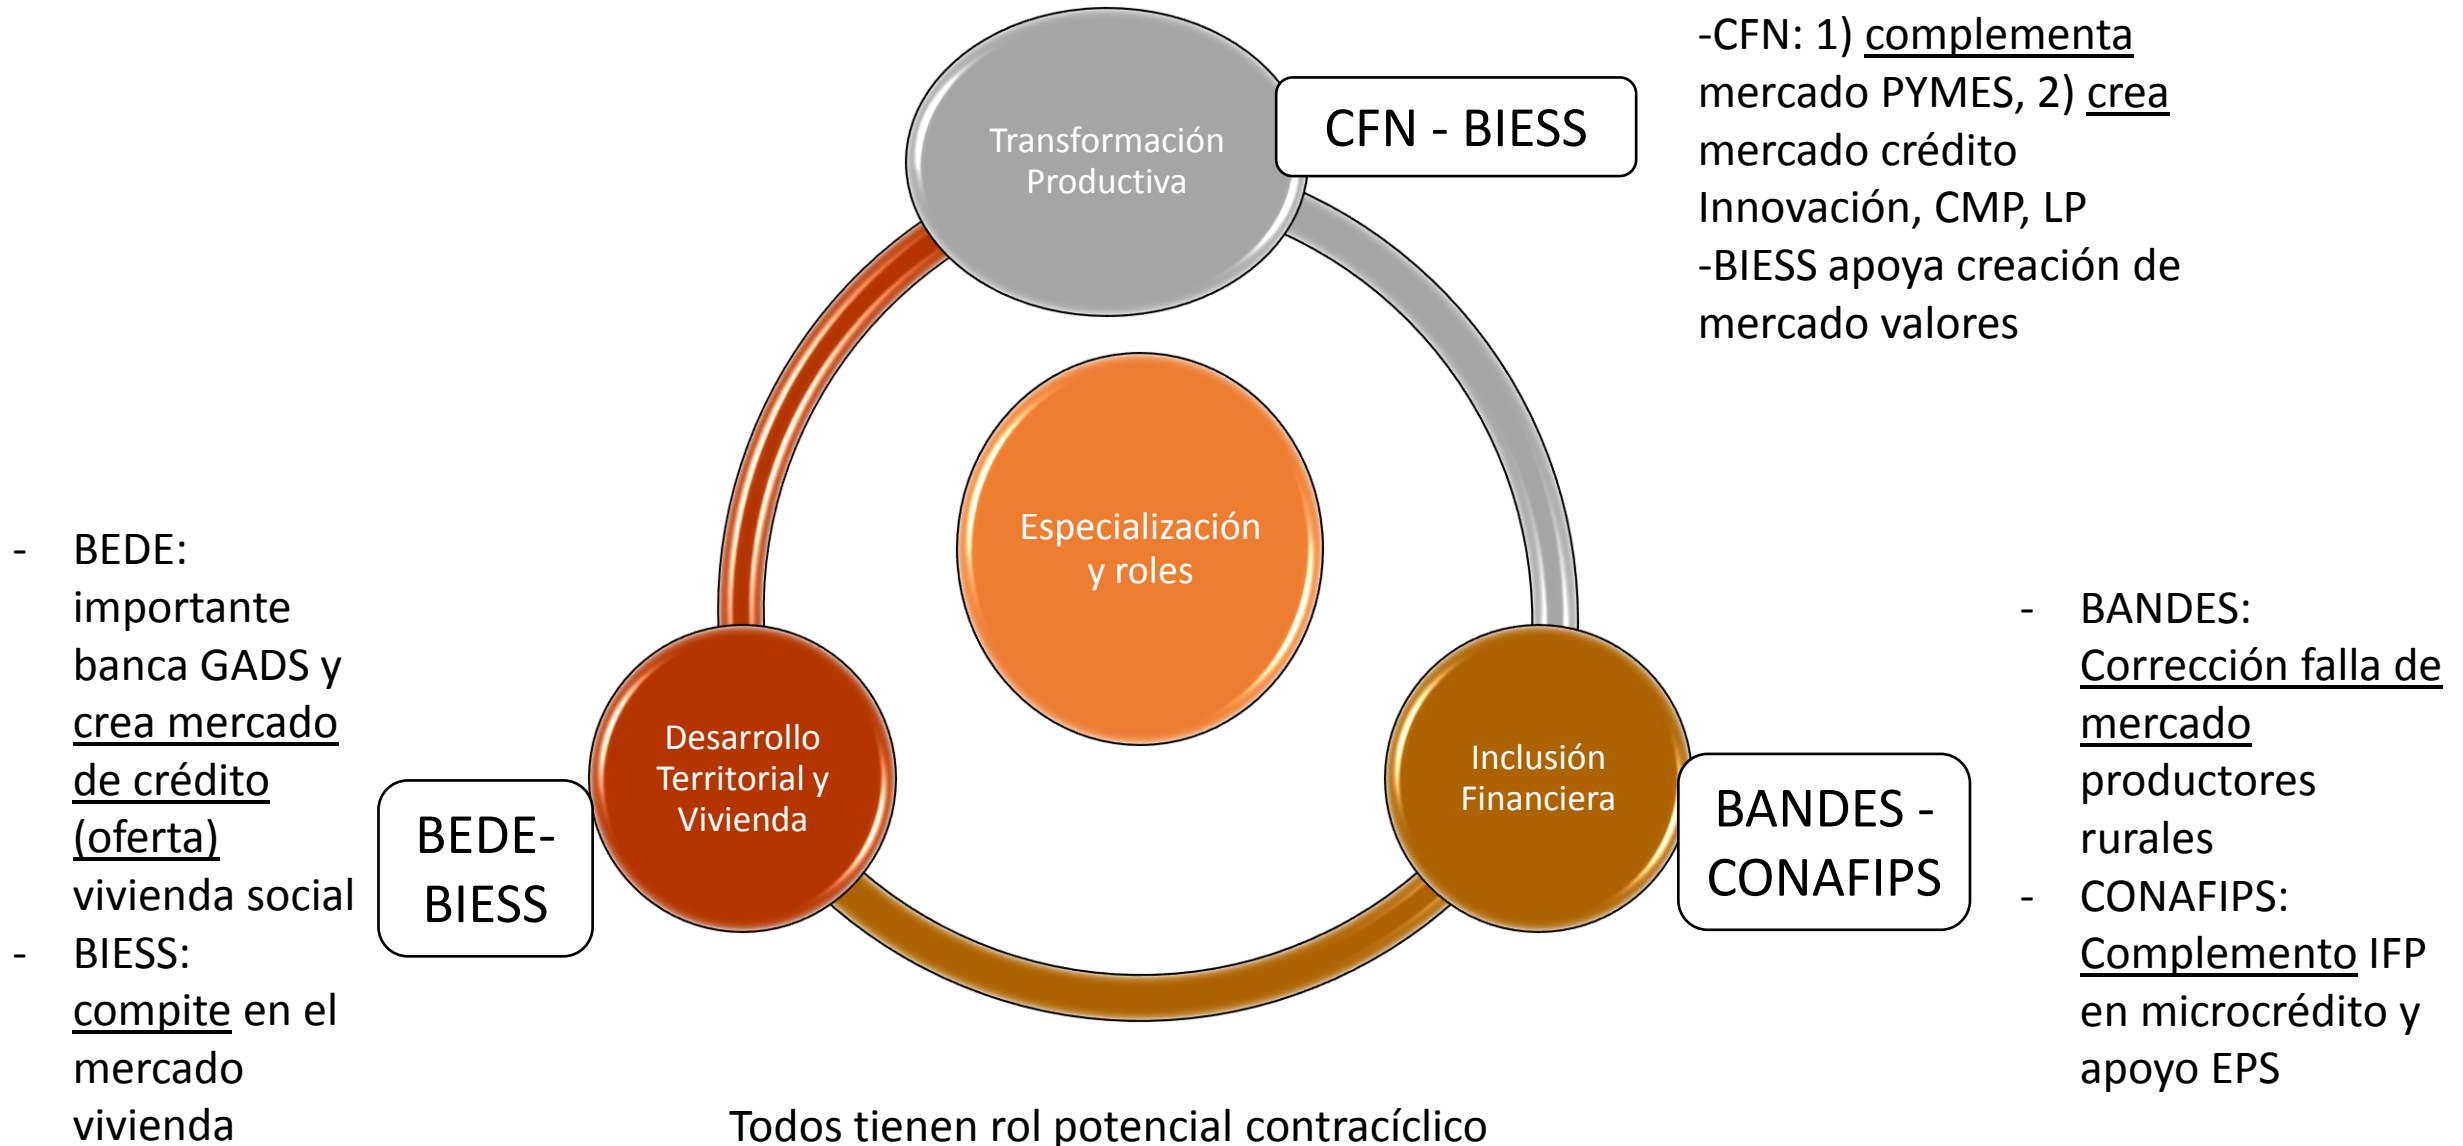 Transformación
Productiva
CFN - BIESS
-CFN: 1) complementa
mercado PYMES, 2) crea
mercado crédito
Innovación, CMP, LP
-BIESS apoya creación de
mercado valores
Especialización
y roles
- BEDE:
importante
banca GADS y
crea mercado
de crédito
(oferta)
vivienda social
- BIESS:
compite en el
mercado
vivienda
BEDE-
BIESS
Desarrollo
Territorial y
Vivienda
Inclusión
Financiera
BANDES -
CONAFIPS
- BANDES:
Corrección falla de
mercado
productores
rurales
- CONAFIPS:
Complemento IFP
en microcrédito y
apoyo EPS
Todos tienen rol potencial contracíclico